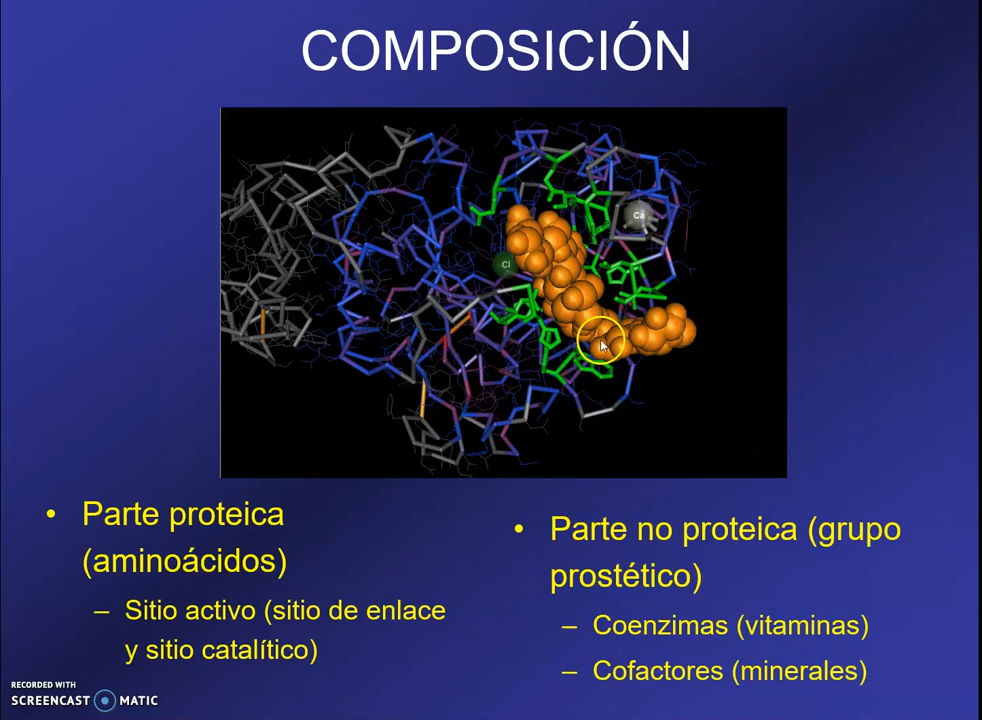 COMPOSICIÓN
Ca
Cl
• Parte proteica
(aminoácidos)
– Sitio activo (sitio de enlace
y sitio catalítico)
• Parte no proteica (grupo
prostético)
– Coenzimas (vitaminas)
– Cofactores (minerales)
RECORDED WITH
SCREENCAST MATIC